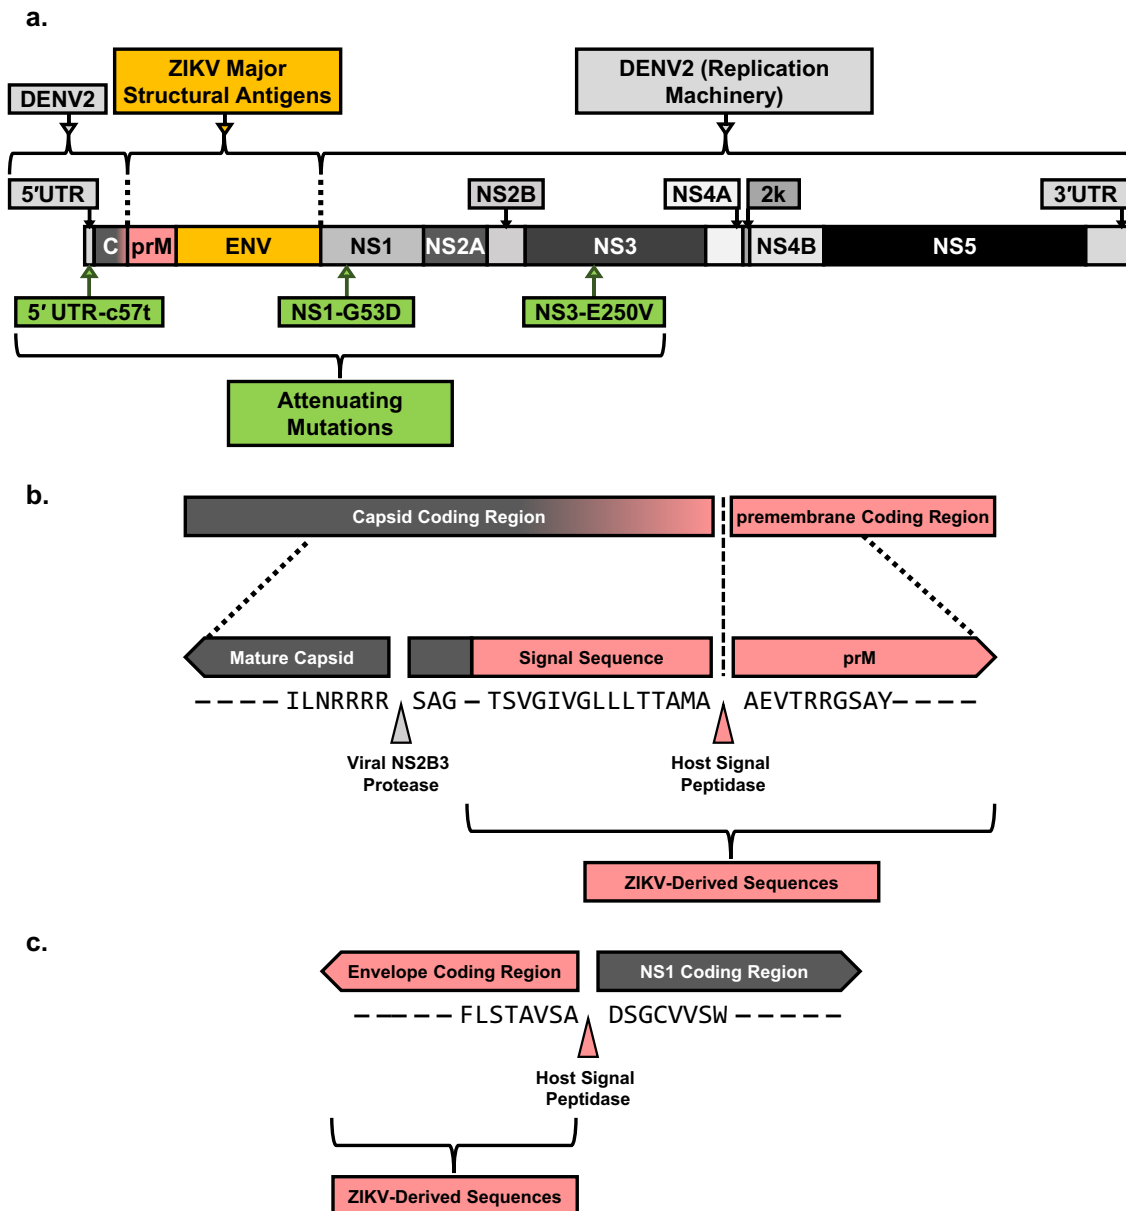 a.
ZIKV Major
Structural Antigens
DENV2 (Replication
Machinery)
DENV2
5′UTR
NS2B
NS4A
2k
3′UTR
C
prM
ENV
NS1
NS2A
NS3
NS4B
NS5
5′ UTR-c57t
NS1-G53D
NS3-E250V
Attenuating
Mutations
b.
Capsid Coding Region
premembrane Coding Region
Mature Capsid
Signal Sequence
prM
– – – – – ILNRRRR SAG – TSVGIVGLLLTTAMA AEVTRRGSAY – – – – –
Viral NS2B3
Protease
Host Signal
Peptidase
ZIKV-Derived Sequences
c.
Envelope Coding Region
NS1 Coding Region
– – – – – – FLSTAVSA DSGCVVSW – – – – – –
Host Signal
Peptidase
ZIKV-Derived Sequences